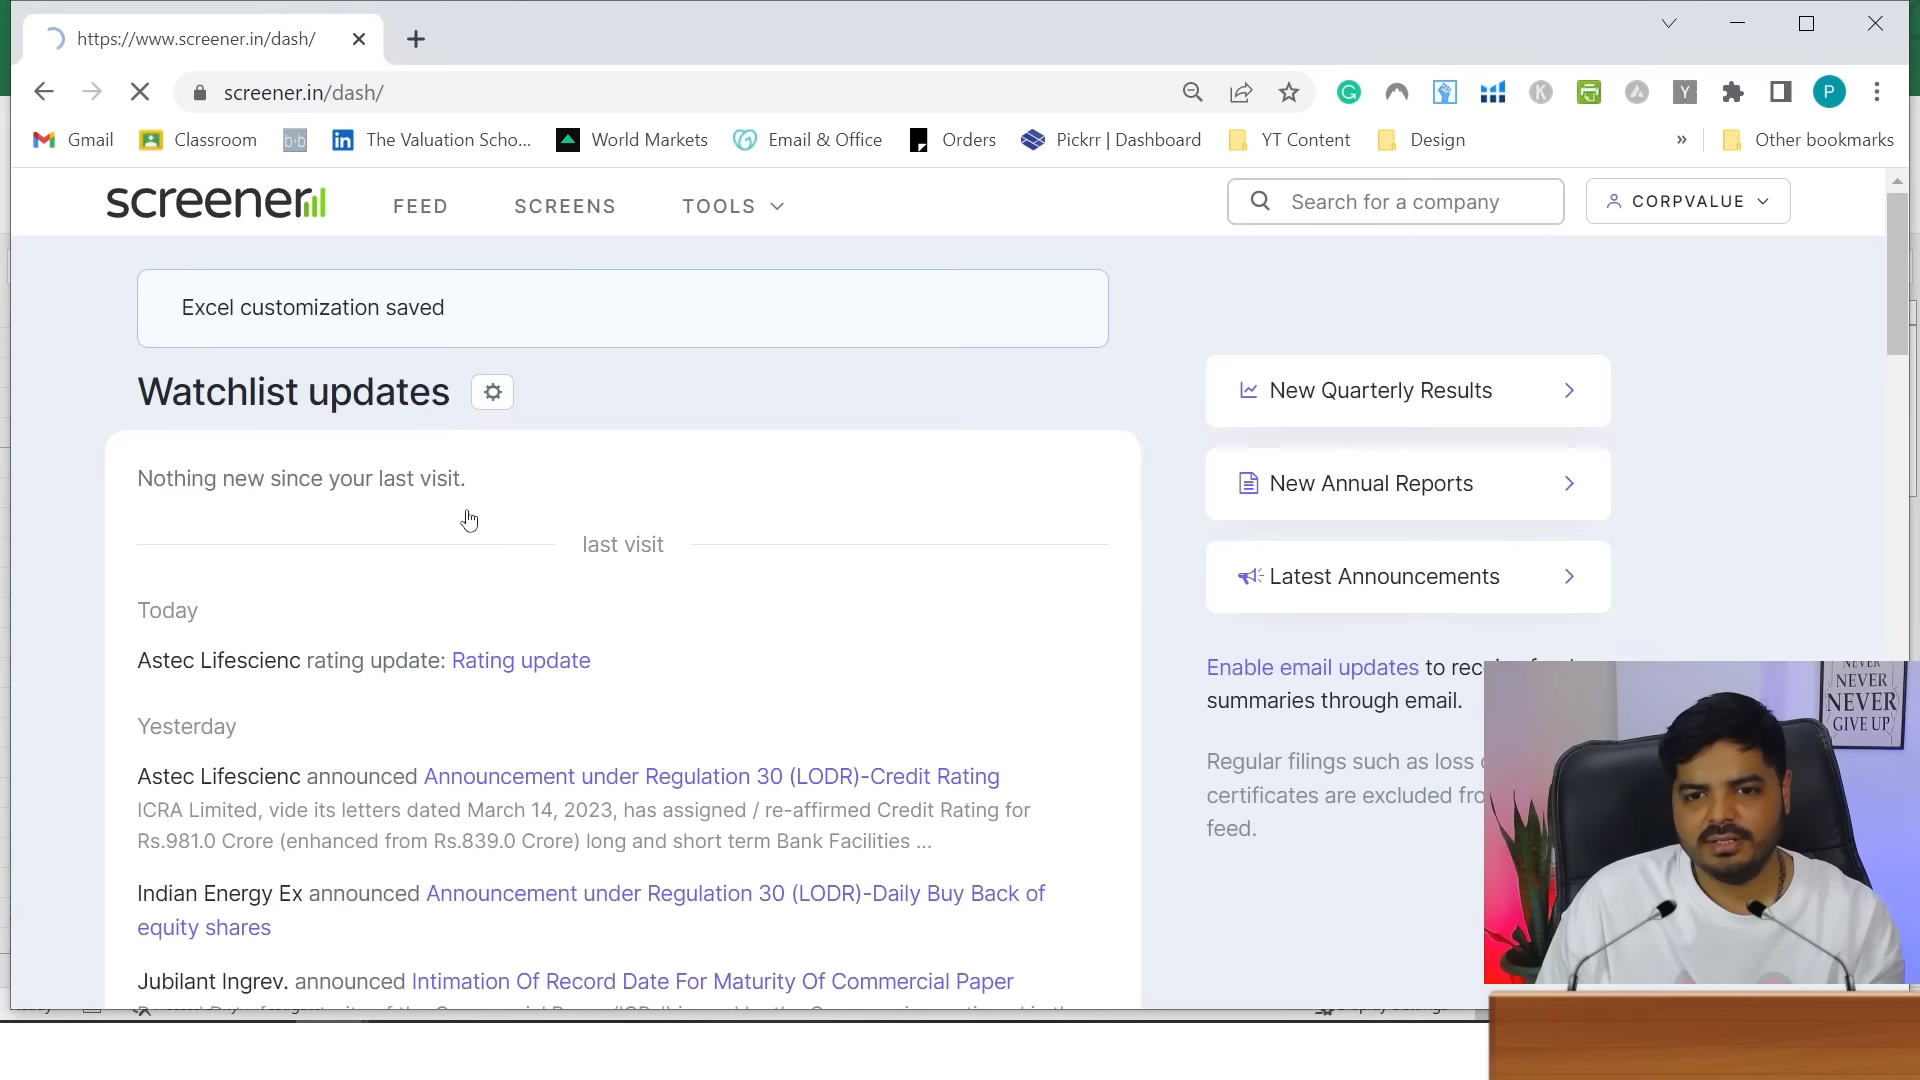 https://www.screener.in/dash/
screener.in/dash/
P
Gmail
Classroom
The Valuation Scho...
World Markets
Email & Office
Orders
Pickrr | Dashboard
YT Content
Design
»
Other bookmarks
screener
FEED
SCREENS
TOOLS
Search for a company
CORPVALUE
Excel customization saved
Watchlist updates
New Quarterly Results
Nothing new since your last visit.
New Annual Reports
last visit
Latest Announcements
Today
Astec Lifescienc rating update: Rating update
Enable email updates to
summaries through email.
Yesterday
Regular filings such as loss
certificates are excluded
feed.
Astec Lifescienc announced Announcement under Regulation 30 (LODR)-Credit Rating
ICRA Limited, vide its letters dated March 14, 2023, has assigned / re-affirmed Credit Rating for
Rs.981.0 Crore (enhanced from Rs.839.0 Crore) long and short term Bank Facilities ...
Indian Energy Ex announced Announcement under Regulation 30 (LODR)-Daily Buy Back of
equity shares
Jubilant Ingrev. announced Intimation Of Record Date For Maturity Of Commercial Paper
NEVER
NEVER
NEVER
GIVE UP